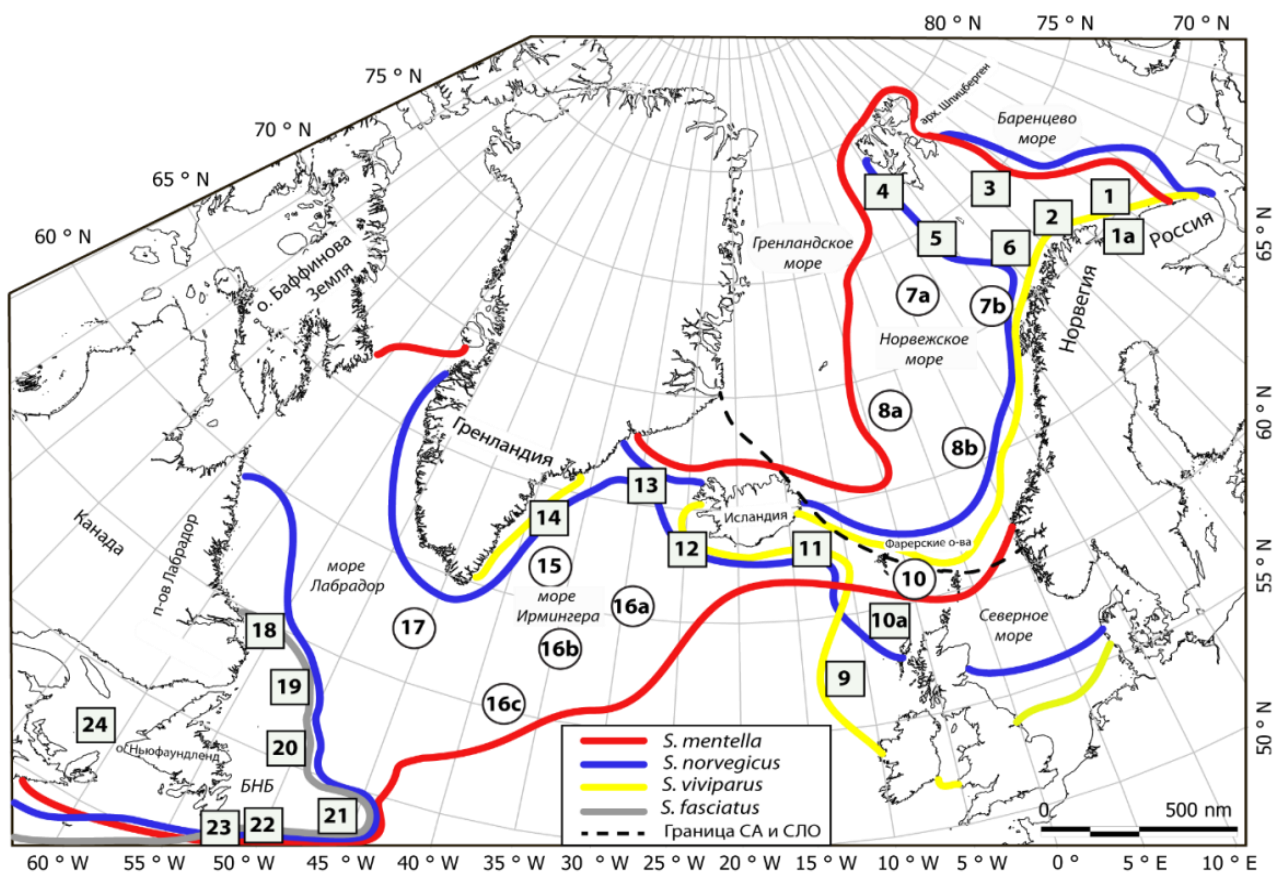 80 ° N
75 ° N
70 ° N
75 ° N
70 ° N
65 ° N
60 ° N
65 ° N
60 ° N
55 ° N
50 ° N
арх. Шпицберген
Баренцево
море
4
3
1
2
1а
Россия
5
6
Гренландское
море
7а
7b
Норвегия
о. Баффинова
Земля
Норвежское
море
8а
8b
Гренландия
13
14
Исландия
12
11
Фарерские о-ва
10
15
море
Ирмингера
16a
16b
16c
10a
Северное
море
9
Канада
п-ов Лабрадор
море
Лабрадор
17
18
19
24
о. Ньюфаундленд
20
БНБ
21
22
23
S. mentella
S. norvegicus
S. viviparus
S. fasciatus
Граница СА и СЛО
0 500 nm
60 ° W 55 ° W 50 ° W 45 ° W 40 ° W 35 ° W 30 ° W 25 ° W 20 ° W 15 ° W 10 ° W 5 ° W 0 ° 5 ° E 10 ° E